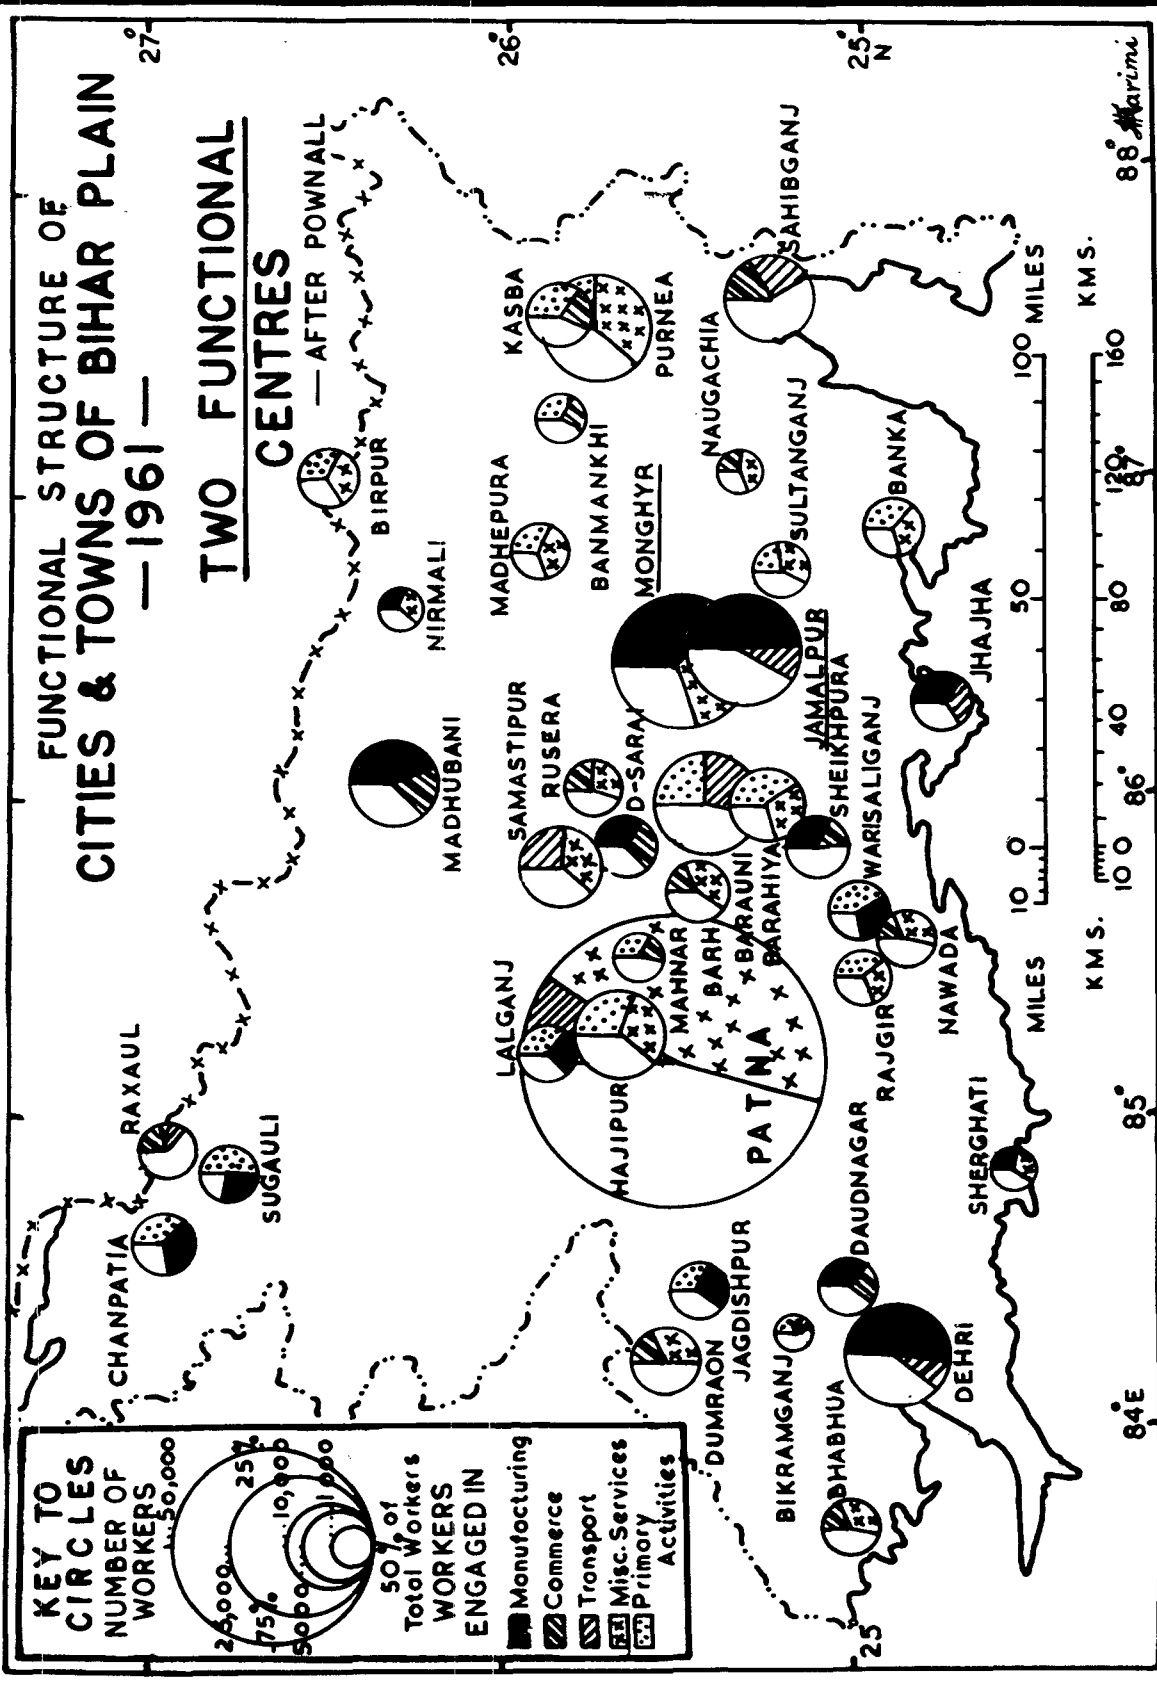 FUNCTIONAL STRUCTURE OF
CITIES & TOWNS OF BIHAR PLAIN
— 1961 —
TWO FUNCTIONAL
CENTRES
— AFTER POWNALL
27°
26°
25°
N
RAXAUL
CHANPATIA
SUGAULI
BIRPUR
NIRMALI
MADHUBANI
KASBA
PURNEA
MADHEPURA
BANMANKHI
MONGHYR
NAUGACHIA
SAHIBGANJ
SULTANGANJ
BANKA
SAMASTIPUR
RUSERA
D-SARAI
JAMALPUR
SHEIKHPURA
WARISALIGANJ
JHAJHA
LALGANJ
HAJIPUR
MAHNAR
BARH
BARAUNI
BARAHIYA
PATNA
RAJGIR
NAWADA
DAUDNAGAR
SHERGHATI
JAGDISHPUR
DUMRAON
BIKRAMGANJ
BHABHUA
DEHRI
KEY TO
CIRCLES
NUMBER OF
WORKERS
50,000
25,000
10,000
5000
1000
25%
75%
50% of
Total Workers
WORKERS
ENGAGED IN
Manufacturing
Commerce
Transport
Misc. Services
Primary
Activities
MILES
10 0 50 100 MILES
KMS.
10 0 40 80 120 160 KMS.
25
84°E
85°
86°
87
88°